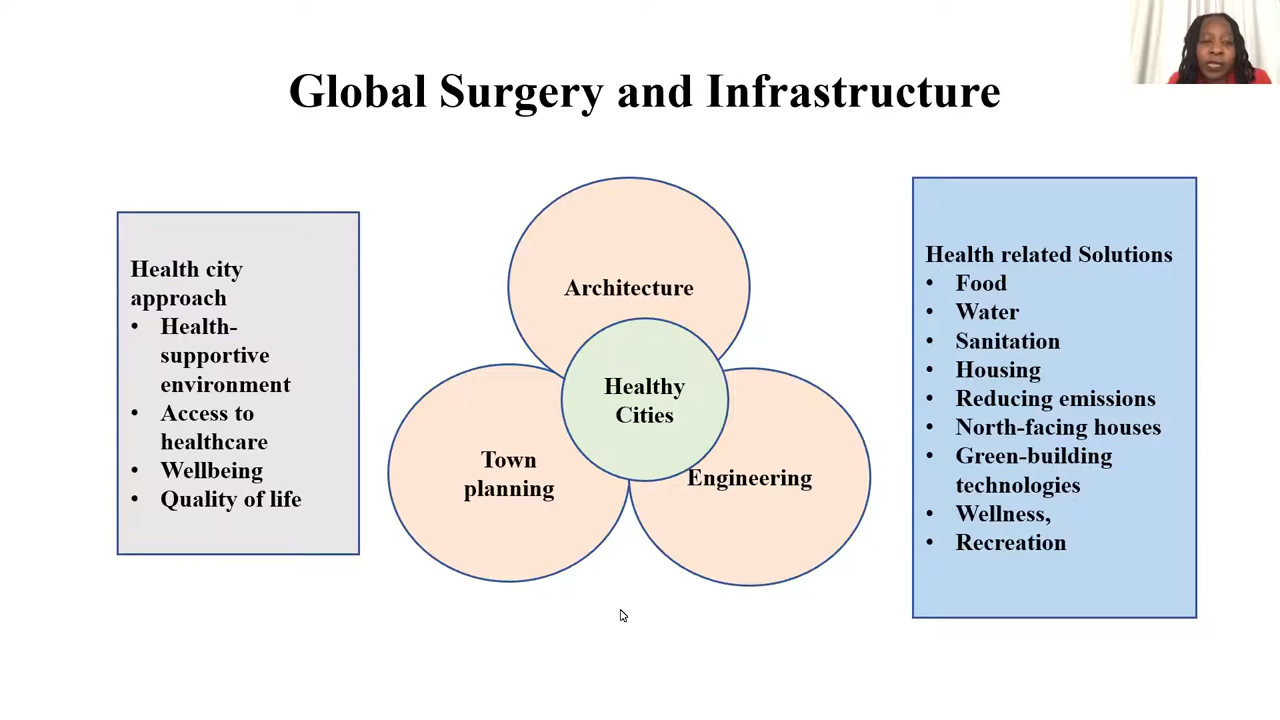 Global Surgery and Infrastructure
Health city
approach
• Health-
supportive
environment
• Access to
healthcare
• Wellbeing
• Quality of life
Architecture
Healthy
Cities
Town
planning
Engineering
Health related Solutions
• Food
• Water
• Sanitation
• Housing
• Reducing emissions
• North-facing houses
• Green-building
technologies
• Wellness,
• Recreation